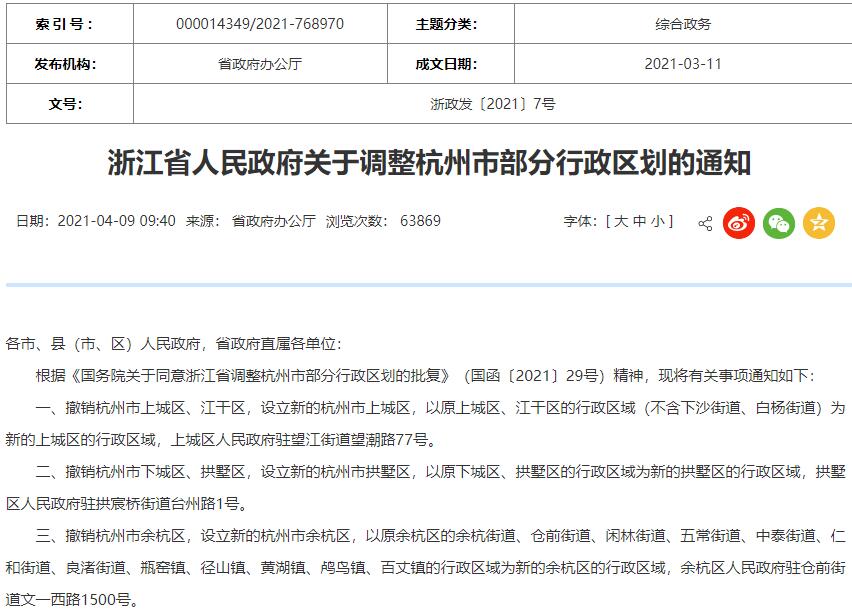 索引号： 000014349/2021-768970 主题分类： 综合政务
发布机构： 省政府办公厅 成文日期： 2021-03-11
文号： 浙政发〔2021〕7号
浙江省人民政府关于调整杭州市部分行政区划的通知
日期：2021-04-09 09:40 来源： 省政府办公厅 浏览次数： 63869 字体：[ 大 中 小 ]
各市、县（市、区）人民政府，省政府直属各单位：
根据《国务院关于同意浙江省调整杭州市部分行政区划的批复》（国函〔2021〕29号）精神，现将有关事项通知如下：
一、撤销杭州市上城区、江干区，设立新的杭州市上城区，以原上城区、江干区的行政区域（不含下沙街道、白杨街道）为
新的上城区的行政区域，上城区人民政府驻望江街道望潮路77号。
二、撤销杭州市下城区、拱墅区，设立新的杭州市拱墅区，以原下城区、拱墅区的行政区域为新的拱墅区的行政区域，拱墅
区人民政府驻拱宸桥街道台州路1号。
三、撤销杭州市余杭区，设立新的杭州市余杭区，以原余杭区的余杭街道、仓前街道、闲林街道、五常街道、中泰街道、仁
和街道、良渚街道、瓶窑镇、径山镇、黄湖镇、鸬鸟镇、百丈镇的行政区域为新的余杭区的行政区域，余杭区人民政府驻仓前街
道文一西路1500号。